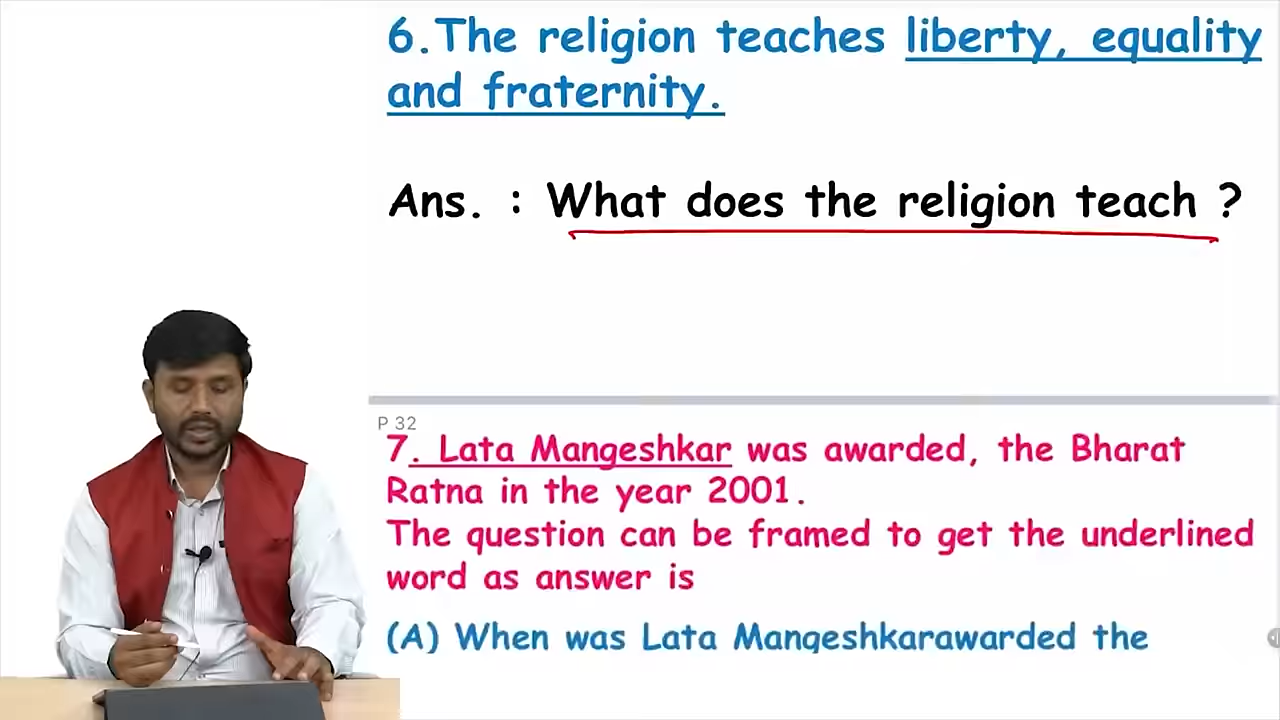 6.The religion teaches liberty, equality
and fraternity.
Ans. : What does the religion teach ?
P 32
7. Lata Mangeshkar was awarded, the Bharat
Ratna in the year 2001.
The question can be framed to get the underlined
word as answer is
(A) When was Lata Mangeshkarawarded the